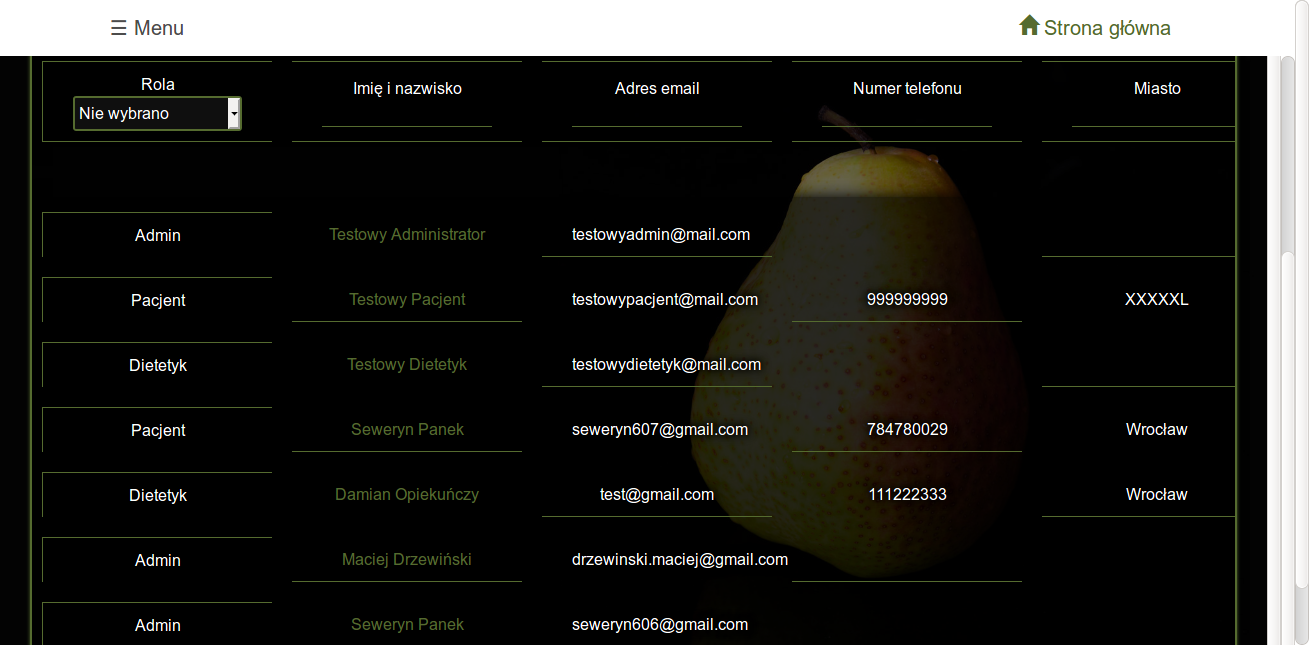 ☰ Menu Strona główna
Rola Imię i nazwisko Adres email Numer telefonu Miasto
Nie wybrano
Admin Testowy Administrator testowyadmin@mail.com
Pacjent Testowy Pacjent testowypacjent@mail.com 999999999 XXXXXL
Dietetyk Testowy Dietetyk testowydietetyk@mail.com
Pacjent Seweryn Panek seweryn607@gmail.com 784780029 Wrocław
Dietetyk Damian Opiekuńczy test@gmail.com 111222333 Wrocław
Admin Maciej Drzewiński drzewinski.maciej@gmail.com
Admin Seweryn Panek seweryn606@gmail.com